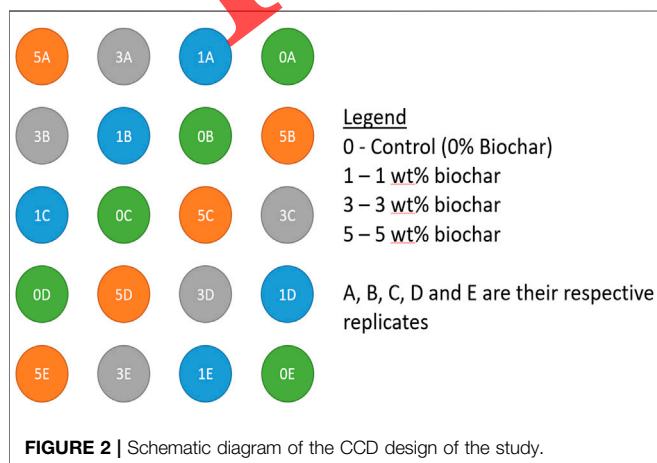 5A 3A 1A 0A
3B 1B 0B 5B
1C 0C 5C 3C
0D 5D 3D 1D
5E 3E 1E 0E
Legend
0 - Control (0% Biochar)
1 – 1 wt% biochar
3 – 3 wt% biochar
5 – 5 wt% biochar
A, B, C, D and E are their respective
replicates
FIGURE 2 | Schematic diagram of the CCD design of the study.